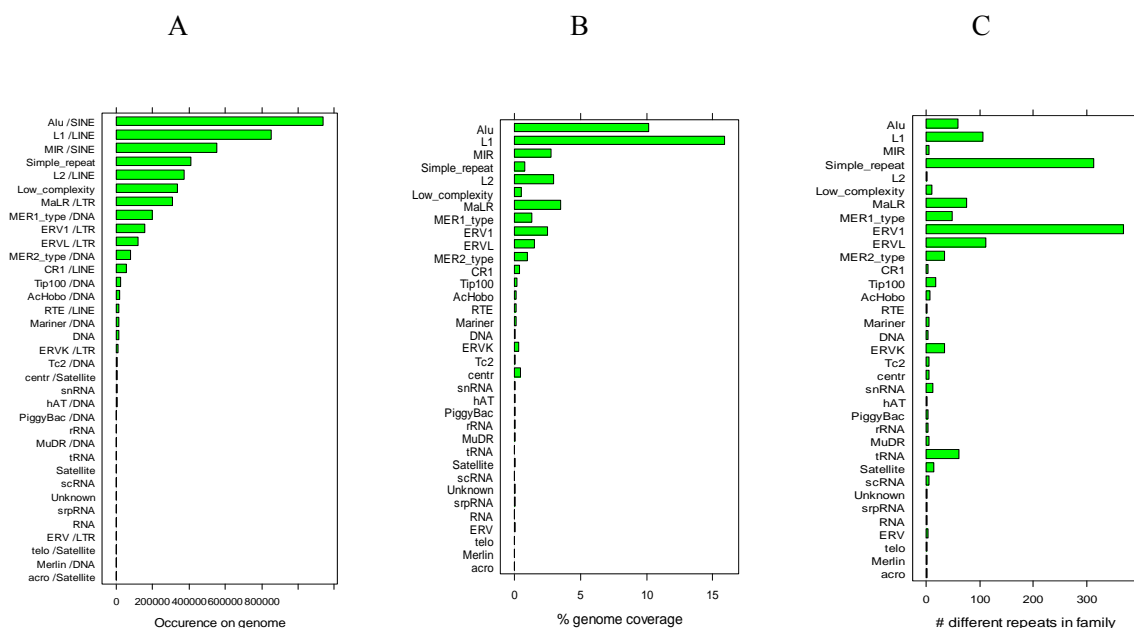 A
B
C
Alu /SINE
L1 /LINE
MIR /SINE
Simple_repeat
L2 /LINE
Low_complexity
MaLR /LTR
MER1_type /DNA
ERV1 /LTR
ERVL /LTR
MER2_type /DNA
CR1 /LINE
Tip100 /DNA
AcHobo /DNA
RTE /LINE
Mariner /DNA
DNA
ERVK /LTR
Tc2 /DNA
centr /Satellite
snRNA
hAT /DNA
PiggyBac /DNA
rRNA
MuDR /DNA
tRNA
Satellite
scRNA
Unknown
srpRNA
RNA
ERV /LTR
telo /Satellite
Merlin /DNA
acro /Satellite
0 200000 400000 600000 800000
Occurence on genome
Alu
L1
MIR
Simple_repeat
L2
Low_complexity
MaLR
MER1_type
ERV1
ERVL
MER2_type
CR1
Tip100
AcHobo
RTE
Mariner
DNA
ERVK
Tc2
centr
snRNA
hAT
PiggyBac
rRNA
MuDR
tRNA
Satellite
scRNA
Unknown
srpRNA
RNA
ERV
telo
Merlin
acro
0 5 10 15
% genome coverage
Alu
L1
MIR
Simple_repeat
L2
Low_complexity
MaLR
MER1_type
ERV1
ERVL
MER2_type
CR1
Tip100
AcHobo
RTE
Mariner
DNA
ERVK
Tc2
centr
snRNA
hAT
PiggyBac
rRNA
MuDR
tRNA
Satellite
scRNA
Unknown
srpRNA
RNA
ERV
telo
Merlin
acro
0 100 200 300
# different repeats in family